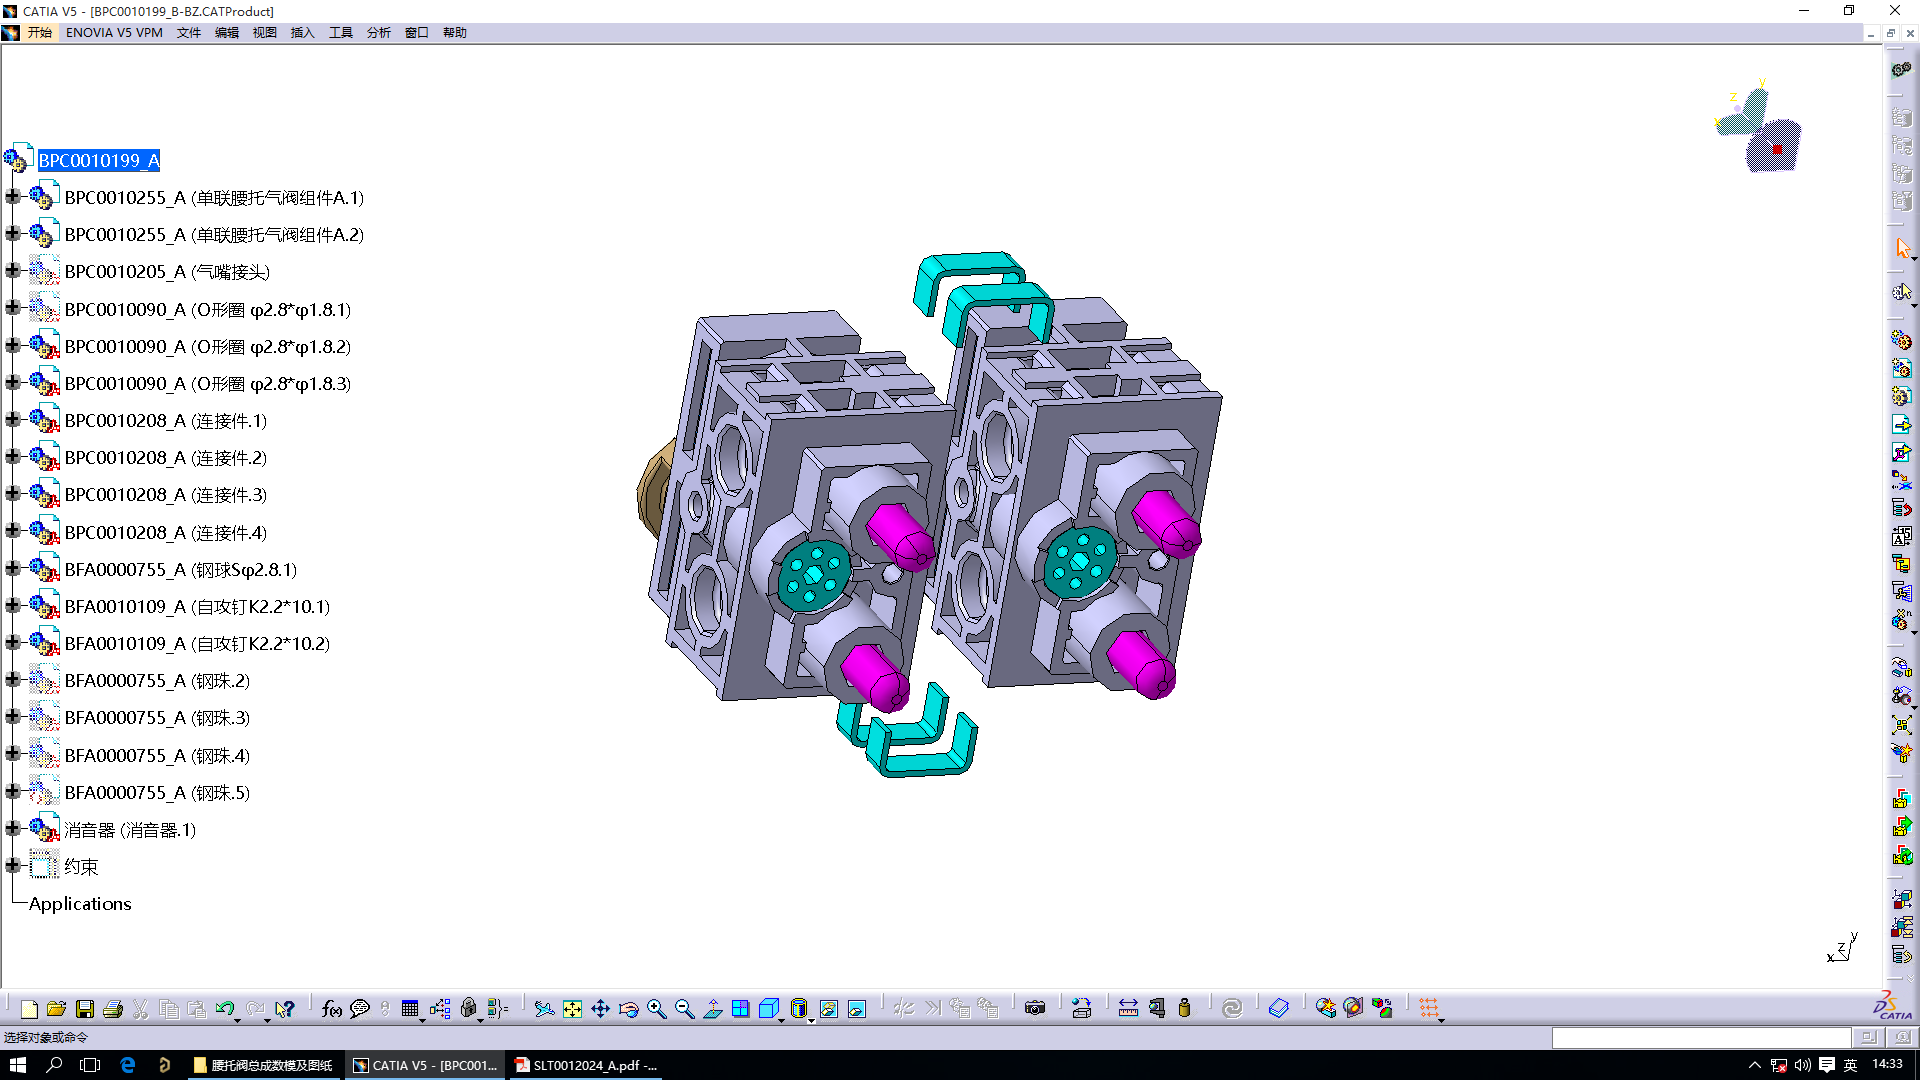 CATIA V5 - [BPC0010199_B-BZ.CATProduct]
开始 ENOVIA V5 VPM 文件 编辑 视图 插入 工具 分析 窗口 帮助
BPC0010199_A
BPC0010255_A (单联腰托气阀组件A.1)
BPC0010255_A (单联腰托气阀组件A.2)
BPC0010205_A (气嘴接头)
BPC0010090_A (O形圈 φ2.8*φ1.8.1)
BPC0010090_A (O形圈 φ2.8*φ1.8.2)
BPC0010090_A (O形圈 φ2.8*φ1.8.3)
BPC0010208_A (连接件.1)
BPC0010208_A (连接件.2)
BPC0010208_A (连接件.3)
BPC0010208_A (连接件.4)
BFA0000755_A (钢球Sφ2.8.1)
BFA0010109_A (自攻钉K2.2*10.1)
BFA0010109_A (自攻钉K2.2*10.2)
BFA0000755_A (钢珠.2)
BFA0000755_A (钢珠.3)
BFA0000755_A (钢珠.4)
BFA0000755_A (钢珠.5)
消音器 (消音器.1)
约束
Applications
y
z
x
y
z
x
f(x)
CATIA
选择对象或命令
腰托阀总成数模及图纸
CATIA V5 - [BPC001...
SLT0012024_A.pdf -...
英
14:33